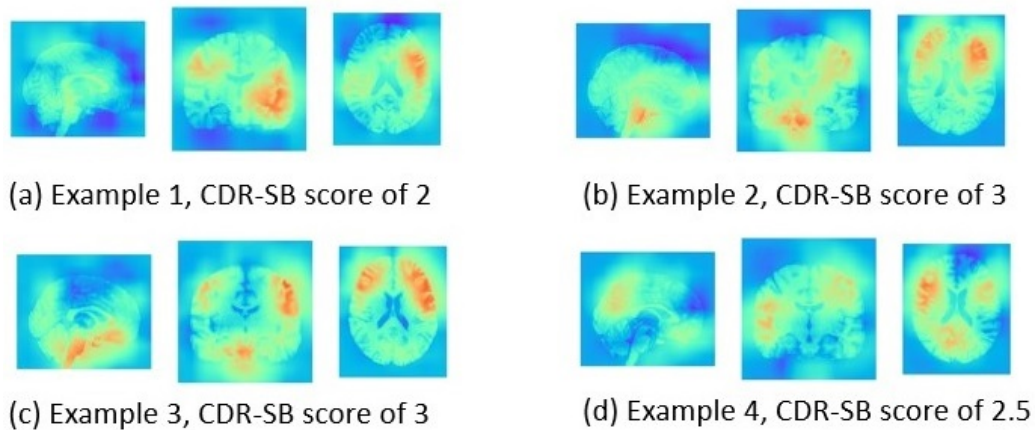 (a) Example 1, CDR-SB score of 2
(b) Example 2, CDR-SB score of 3
(c) Example 3, CDR-SB score of 3
(d) Example 4, CDR-SB score of 2.5